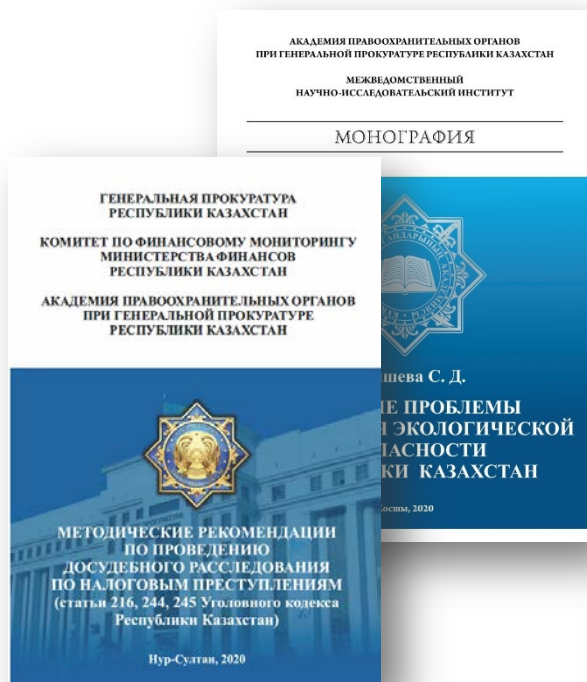 АКАДЕМИЯ ПРАВООХРАНИТЕЛЬНЫХ ОРГАНОВ
ПРИ ГЕНЕРАЛЬНОЙ ПРОКУРАТУРЕ РЕСПУБЛИКИ КАЗАХСТАН
МЕЖВЕДОМСТВЕННЫЙ
НАУЧНО-ИССЛЕДОВАТЕЛЬСКИЙ ИНСТИТУТ
МОНОГРАФИЯ
С. Д.
ПРОБЛЕМЫ
ЭКОЛОГИЧЕСКОЙ
КАЗАХСТАН
2020
ГЕНЕРАЛЬНАЯ ПРОКУРАТУРА
РЕСПУБЛИКИ КАЗАХСТАН
КОМИТЕТ ПО ФИНАНСОВОМУ МОНИТОРИНГУ
МИНИСТЕРСТВА ФИНАНСОВ
РЕСПУБЛИКИ КАЗАХСТАН
АКАДЕМИЯ ПРАВООХРАНИТЕЛЬНЫХ ОРГАНОВ
ПРИ ГЕНЕРАЛЬНОЙ ПРОКУРАТУРЕ
РЕСПУБЛИКИ КАЗАХСТАН
МЕТОДИЧЕСКИЕ РЕКОМЕНДАЦИИ
ПО ПРОВЕДЕНИЮ
ДОСУДЕБНОГО РАССЛЕДОВАНИЯ
ПО НАЛОГОВЫМ ПРЕСТУПЛЕНИЯМ
(статьи 216, 244, 245 Уголовного кодекса
Республики Казахстан)
Нур-Султан, 2020